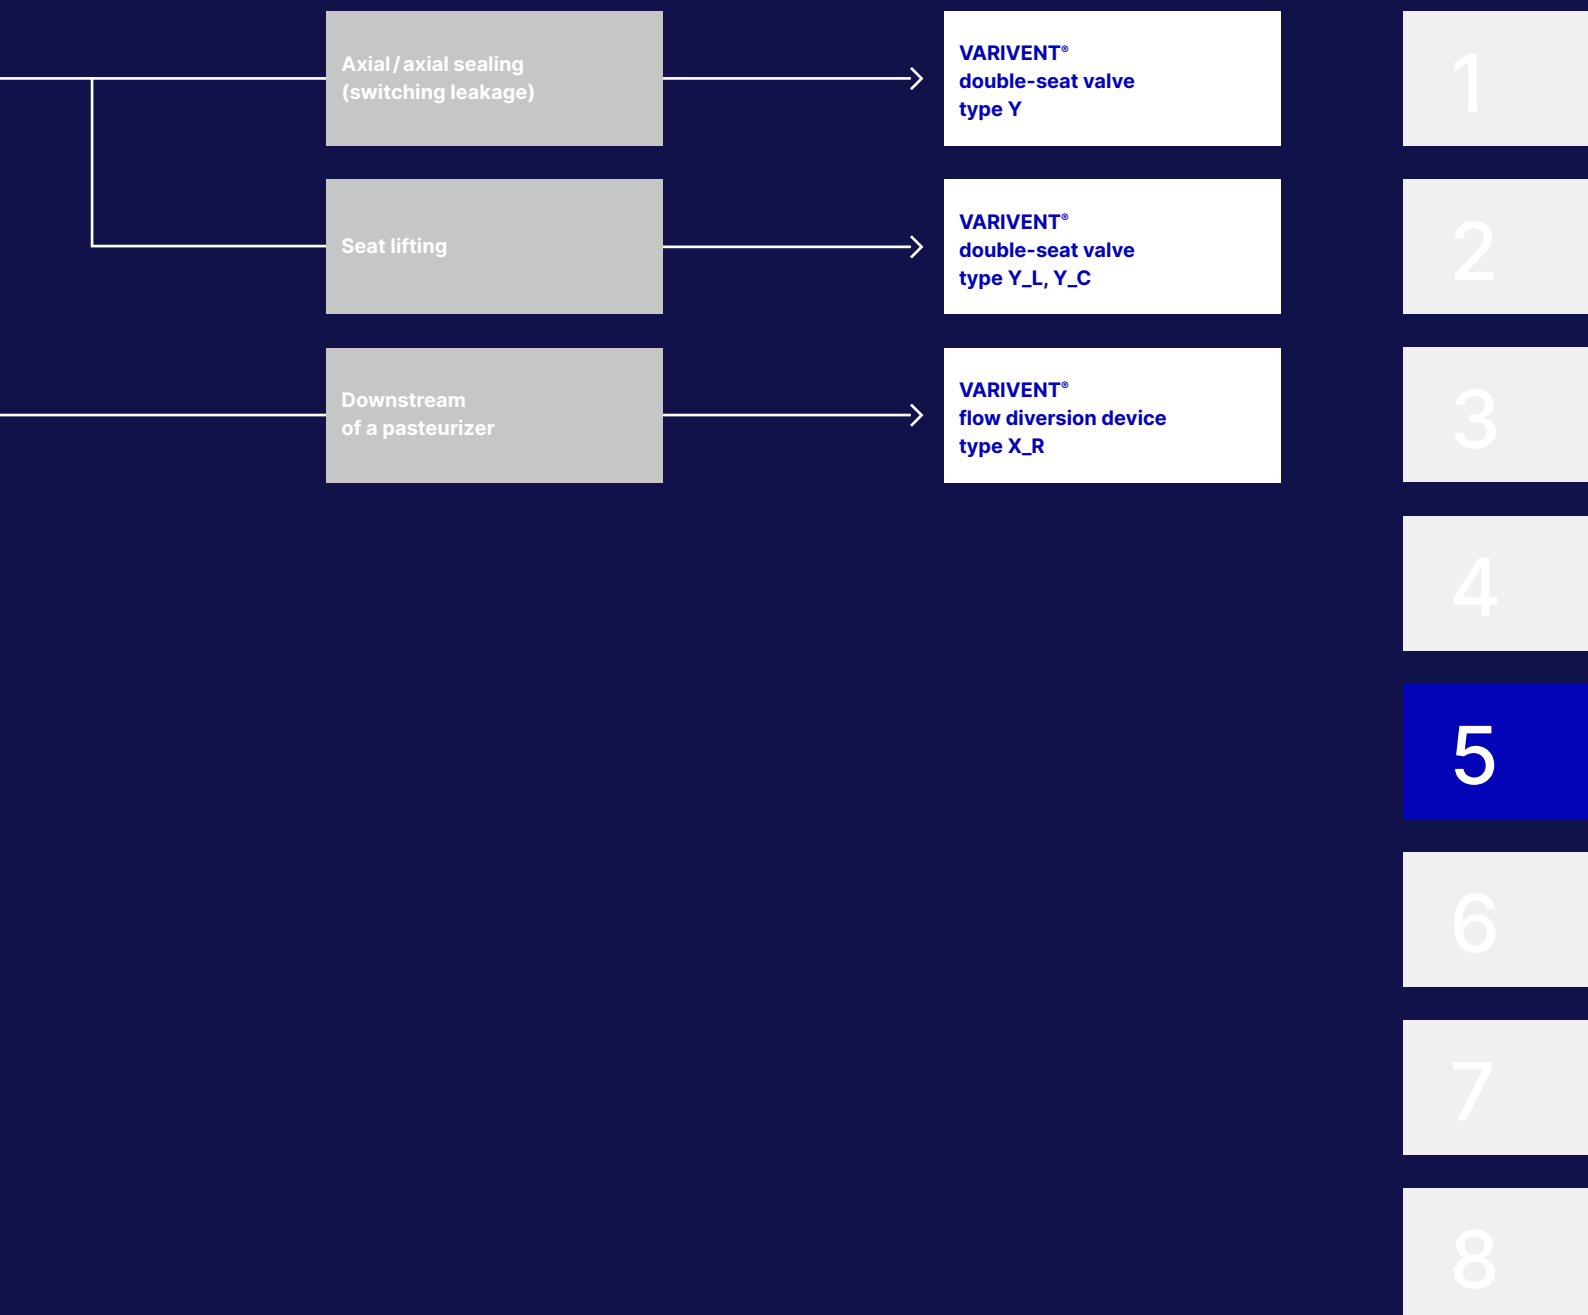 Axial / axial sealing
(switching leakage)
VARIVENT®
double-seat valve
type Y
Seat lifting
VARIVENT®
double-seat valve
type Y_L, Y_C
Downstream
of a pasteurizer
VARIVENT®
flow diversion device
type X_R
1
2
3
4
5
6
7
8